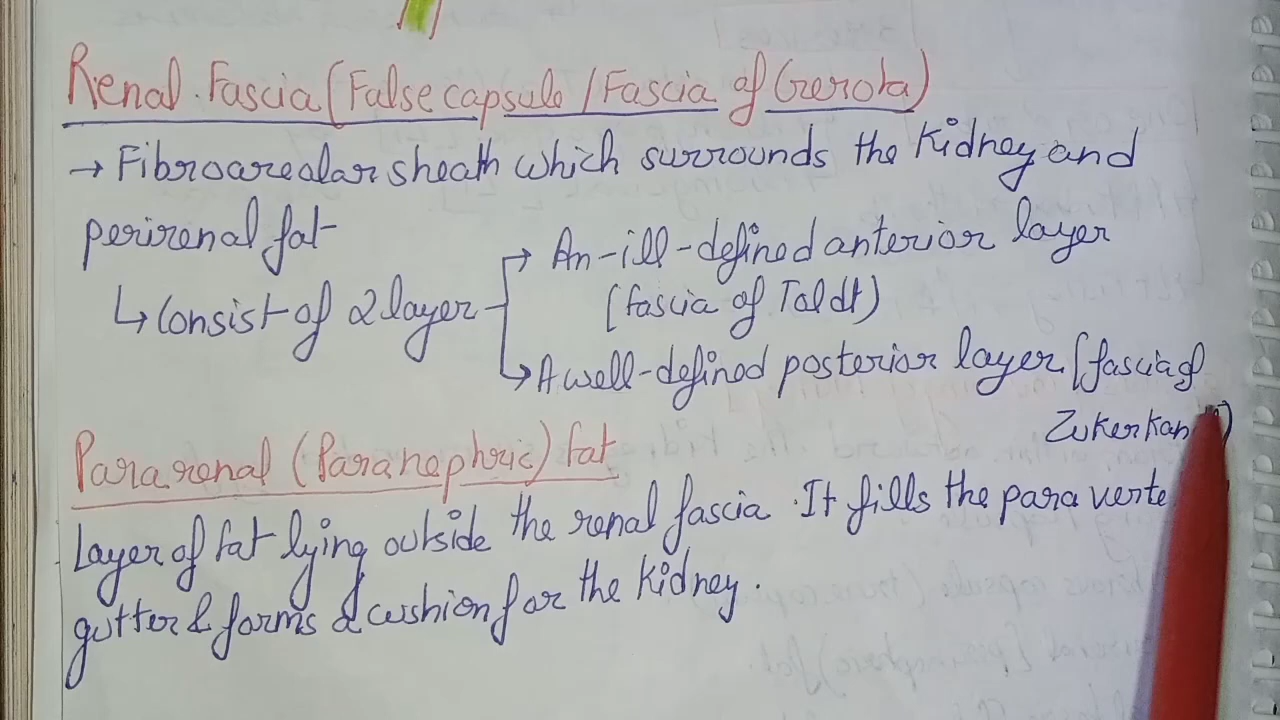 Renal Fascia (False capsule / Fascia of Gerota)
→ Fibroareolar sheath which surrounds the kidney and
perirenal fat
↳ Consist of 2 layer
→ An-ill-defined anterior layer
(fascia of Toldt)
→ A well-defined posterior layer (fascia of
Zukerkan )
Pararenal (Paranephric) fat
Layer of fat lying outside the renal fascia. It fills the para verte
gutter & forms a cushion for the kidney.